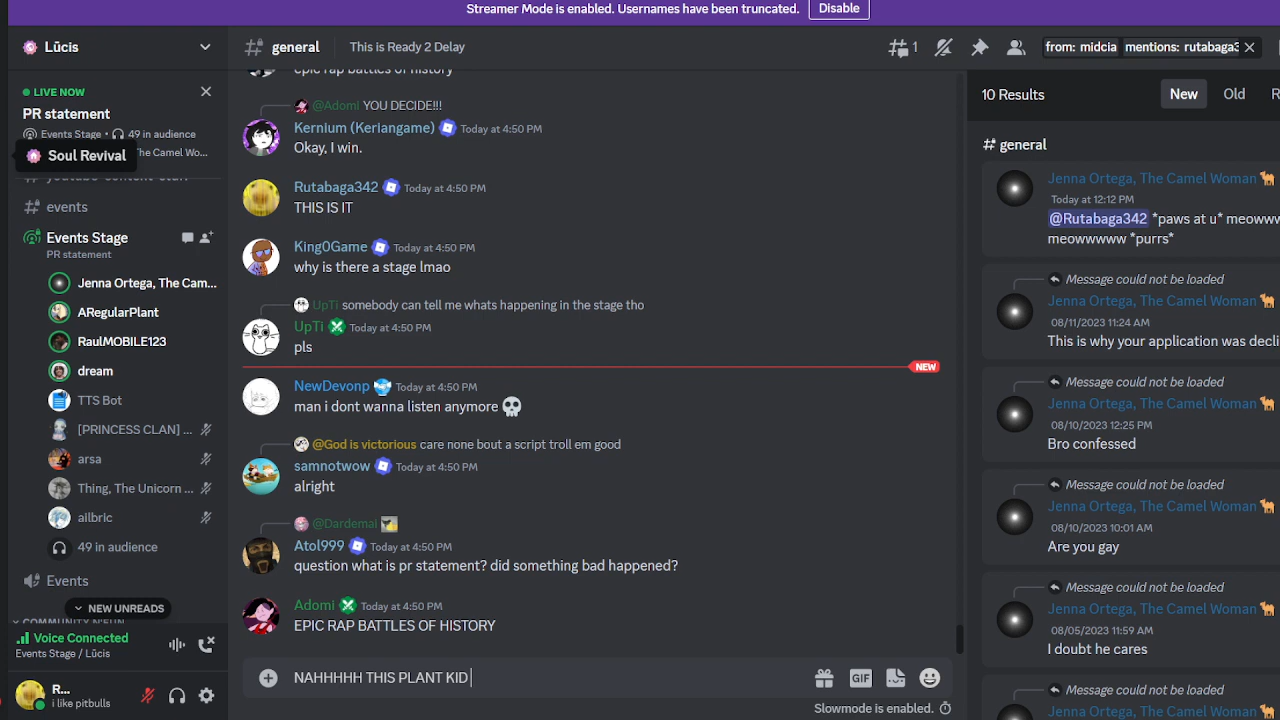 Streamer Mode is enabled. Usernames have been truncated.
Disable
Lūcis
LIVE NOW
PR statement
Events Stage • 49 in audience
The Camel Wo...
Soul Revival
events
Events Stage
PR statement
Jenna Ortega, The Cam...
ARegularPlant
RaulMOBILE123
dream
TTS Bot
[PRINCESS CLAN] ...
arsa
Thing, The Unicorn ...
ailbric
49 in audience
Events
NEW UNREADS
Voice Connected
Events Stage / Lūcis
R...
i like pitbulls
general
This is Ready 2 Delay
1
epic rap battles of history
@Adomi YOU DECIDE!!!
Kernium (Keriangame) Today at 4:50 PM
Okay, I win.
Rutabaga342 Today at 4:50 PM
THIS IS IT
King0Game Today at 4:50 PM
why is there a stage lmao
UpTi somebody can tell me whats happening in the stage tho
UpTi Today at 4:50 PM
pls
NEW
NewDevonp Today at 4:50 PM
man i dont wanna listen anymore
@God is victorious care none bout a script troll em good
samnotwow Today at 4:50 PM
alright
@Dardemal
Atol999 Today at 4:50 PM
question what is pr statement? did something bad happened?
Adomi Today at 4:50 PM
EPIC RAP BATTLES OF HISTORY
NAHHHHH THIS PLANT KID
GIF
Slowmode is enabled.
from: midcia mentions: rutabaga3
10 Results
New
Old
R
# general
Jenna Ortega, The Camel Woman
Today at 12:12 PM
@Rutabaga342 *paws at u* meowww
meowwwww *purrs*
Message could not be loaded
Jenna Ortega, The Camel Woman
08/11/2023 11:24 AM
This is why your application was decli
Message could not be loaded
Jenna Ortega, The Camel Woman
08/10/2023 12:25 PM
Bro confessed
Message could not be loaded
Jenna Ortega, The Camel Woman
08/10/2023 10:01 AM
Are you gay
Message could not be loaded
Jenna Ortega, The Camel Woman
08/05/2023 11:59 AM
I doubt he cares
Message could not be loaded
Jenna Ortega, The Camel Woman